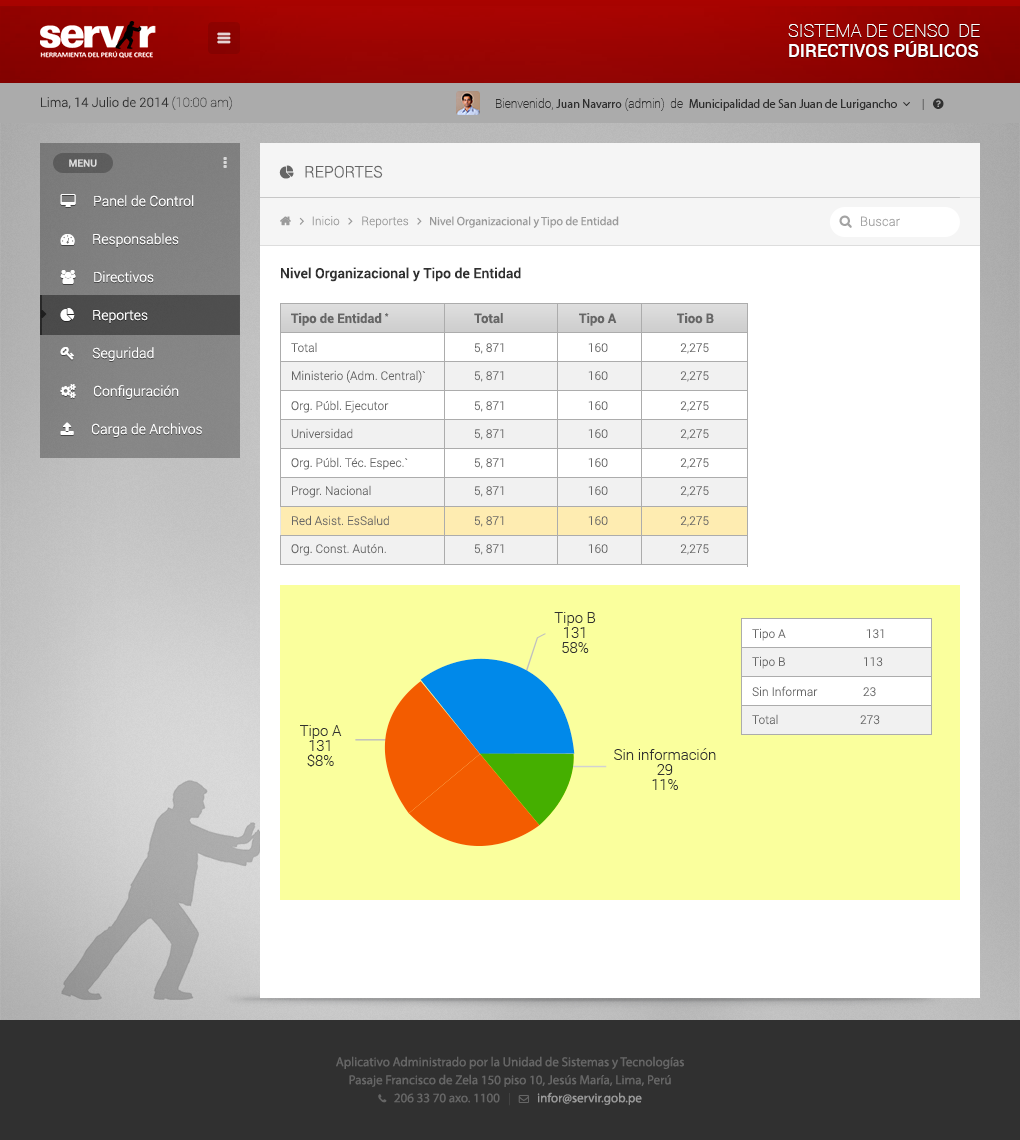 servir
HERRAMIENTA DEL PERÚ QUE CRECE
SISTEMA DE CENSO DE
DIRECTIVOS PÚBLICOS
Lima, 14 Julio de 2014 (10:00 am)
Bienvenido, Juan Navarro (admin) de Municipalidad de San Juan de Lurigancho |
MENU
Panel de Control
Responsables
Directivos
Reportes
Seguridad
Configuración
Carga de Archivos
REPORTES
Inicio Reportes Nivel Organizacional y Tipo de Entidad
Buscar
Nivel Organizacional y Tipo de Entidad
Tipo de Entidad * Total Tipo A Tioo B
Total 5, 871 160 2,275
Ministerio (Adm. Central)` 5, 871 160 2,275
Org. Públ. Ejecutor 5, 871 160 2,275
Universidad 5, 871 160 2,275
Org. Públ. Téc. Espec.` 5, 871 160 2,275
Progr. Nacional 5, 871 160 2,275
Red Asist. EsSalud 5, 871 160 2,275
Org. Const. Autón. 5, 871 160 2,275
Tipo B
131
58%
Tipo A
131
$8%
Sin información
29
11%
Tipo A 131
Tipo B 113
Sin Informar 23
Total 273
Aplicativo Administrado por la Unidad de Sistemas y Tecnologías
Pasaje Francisco de Zela 150 piso 10, Jesús María, Lima, Perú
206 33 70 axo. 1100 | infor@servir.gob.pe